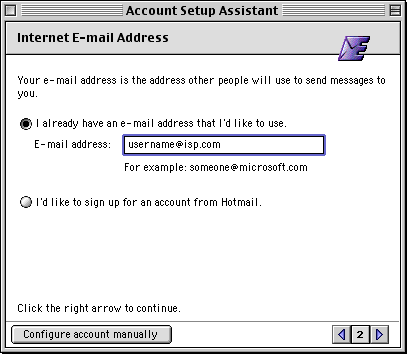 Account Setup Assistant
Internet E-mail Address
Your e-mail address is the address other people will use to send messages to
you.
I already have an e-mail address that I'd like to use.
E-mail address: username@isp.com
For example: someone@microsoft.com
I'd like to sign up for an account from Hotmail.
Click the right arrow to continue.
Configure account manually 2